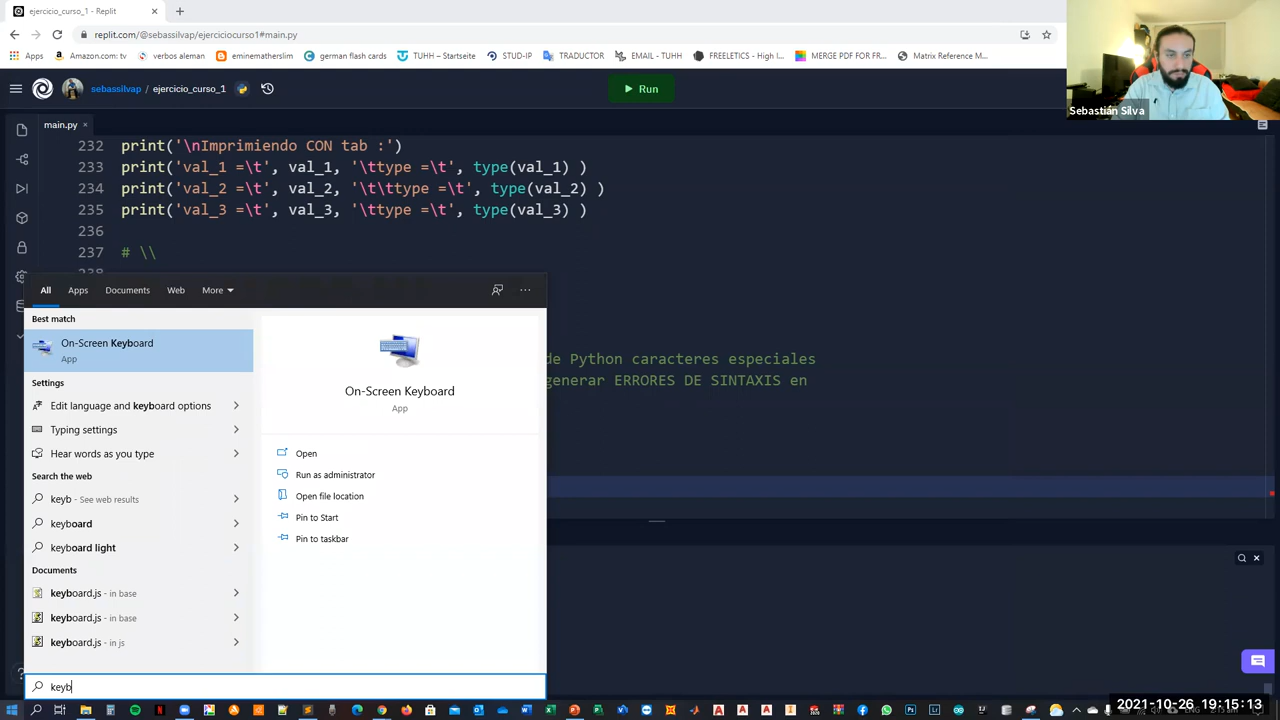 ejercicio_curso_1 - Replit
replit.com/@sebassilvap/ejerciciocurso1#main.py
Apps Amazon.com: tv verbos aleman eminematherslim german flash cards TUHH – Startseite STUD-IP TRADUCTOR EMAIL - TUHH FREELETICS - High I... MERGE PDF FOR FR... Matrix Reference M...
Sebastián Silva
sebassilvap / ejercicio_curso_1
Run
main.py
232 print('\nImprimiendo CON tab :')
233 print('val_1 =\t', val_1, '\ttype =\t', type(val_1) )
234 print('val_2 =\t', val_2, '\t\ttype =\t', type(val_2) )
235 print('val_3 =\t', val_3, '\ttype =\t', type(val_3) )
236
237 # \\
238
de Python caracteres especiales
generar ERRORES DE SINTAXIS en
All Apps Documents Web More
Best match
On-Screen Keyboard
App
Settings
Edit language and keyboard options
Typing settings
Hear words as you type
Search the web
keyb - See web results
keyboard
keyboard light
Documents
keyboard.js - in base
keyboard.js - in base
keyboard.js - in js
On-Screen Keyboard
App
Open
Run as administrator
Open file location
Pin to Start
Pin to taskbar
keyb
2021-10-26 19:15:13